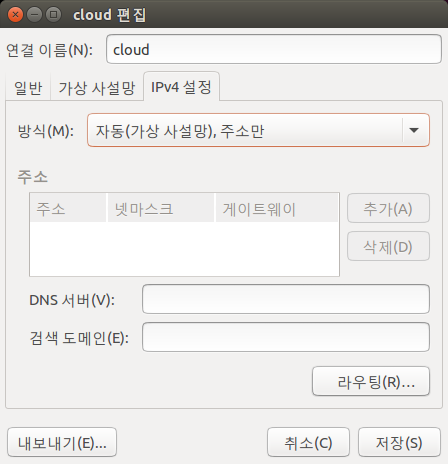 cloud 편집
연결 이름(N): cloud
일반 가상 사설망 IPv4 설정
방식(M): 자동(가상 사설망), 주소만
주소
주소 넷마스크 게이트웨이 추가(A)
삭제(D)
DNS 서버(V):
검색 도메인(E):
라우팅(R)...
내보내기(E)... 취소(C) 저장(S)